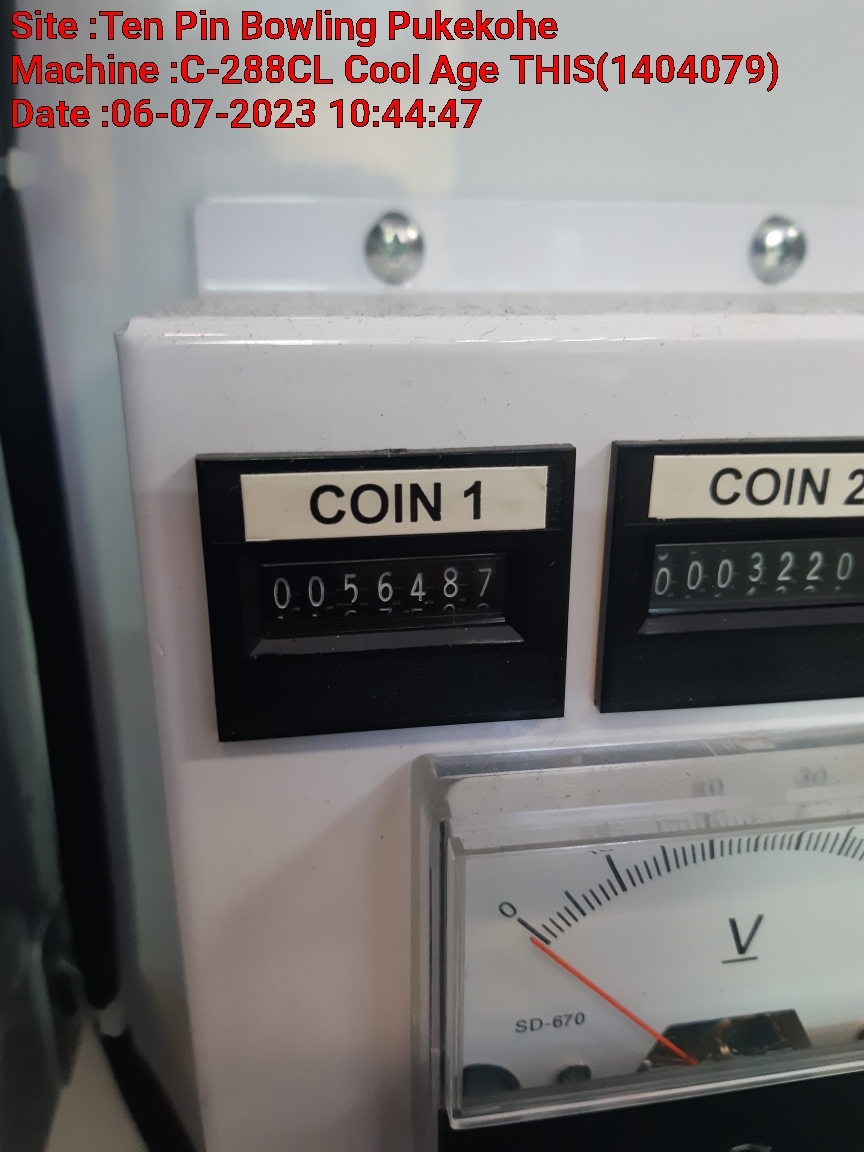 Site :Ten Pin Bowling Pukekohe
Machine :C-288CL Cool Age THIS(1404079)
Date :06-07-2023 10:44:47
COIN 1
COIN 2
0056487
0003220
0
10
V
SD-670